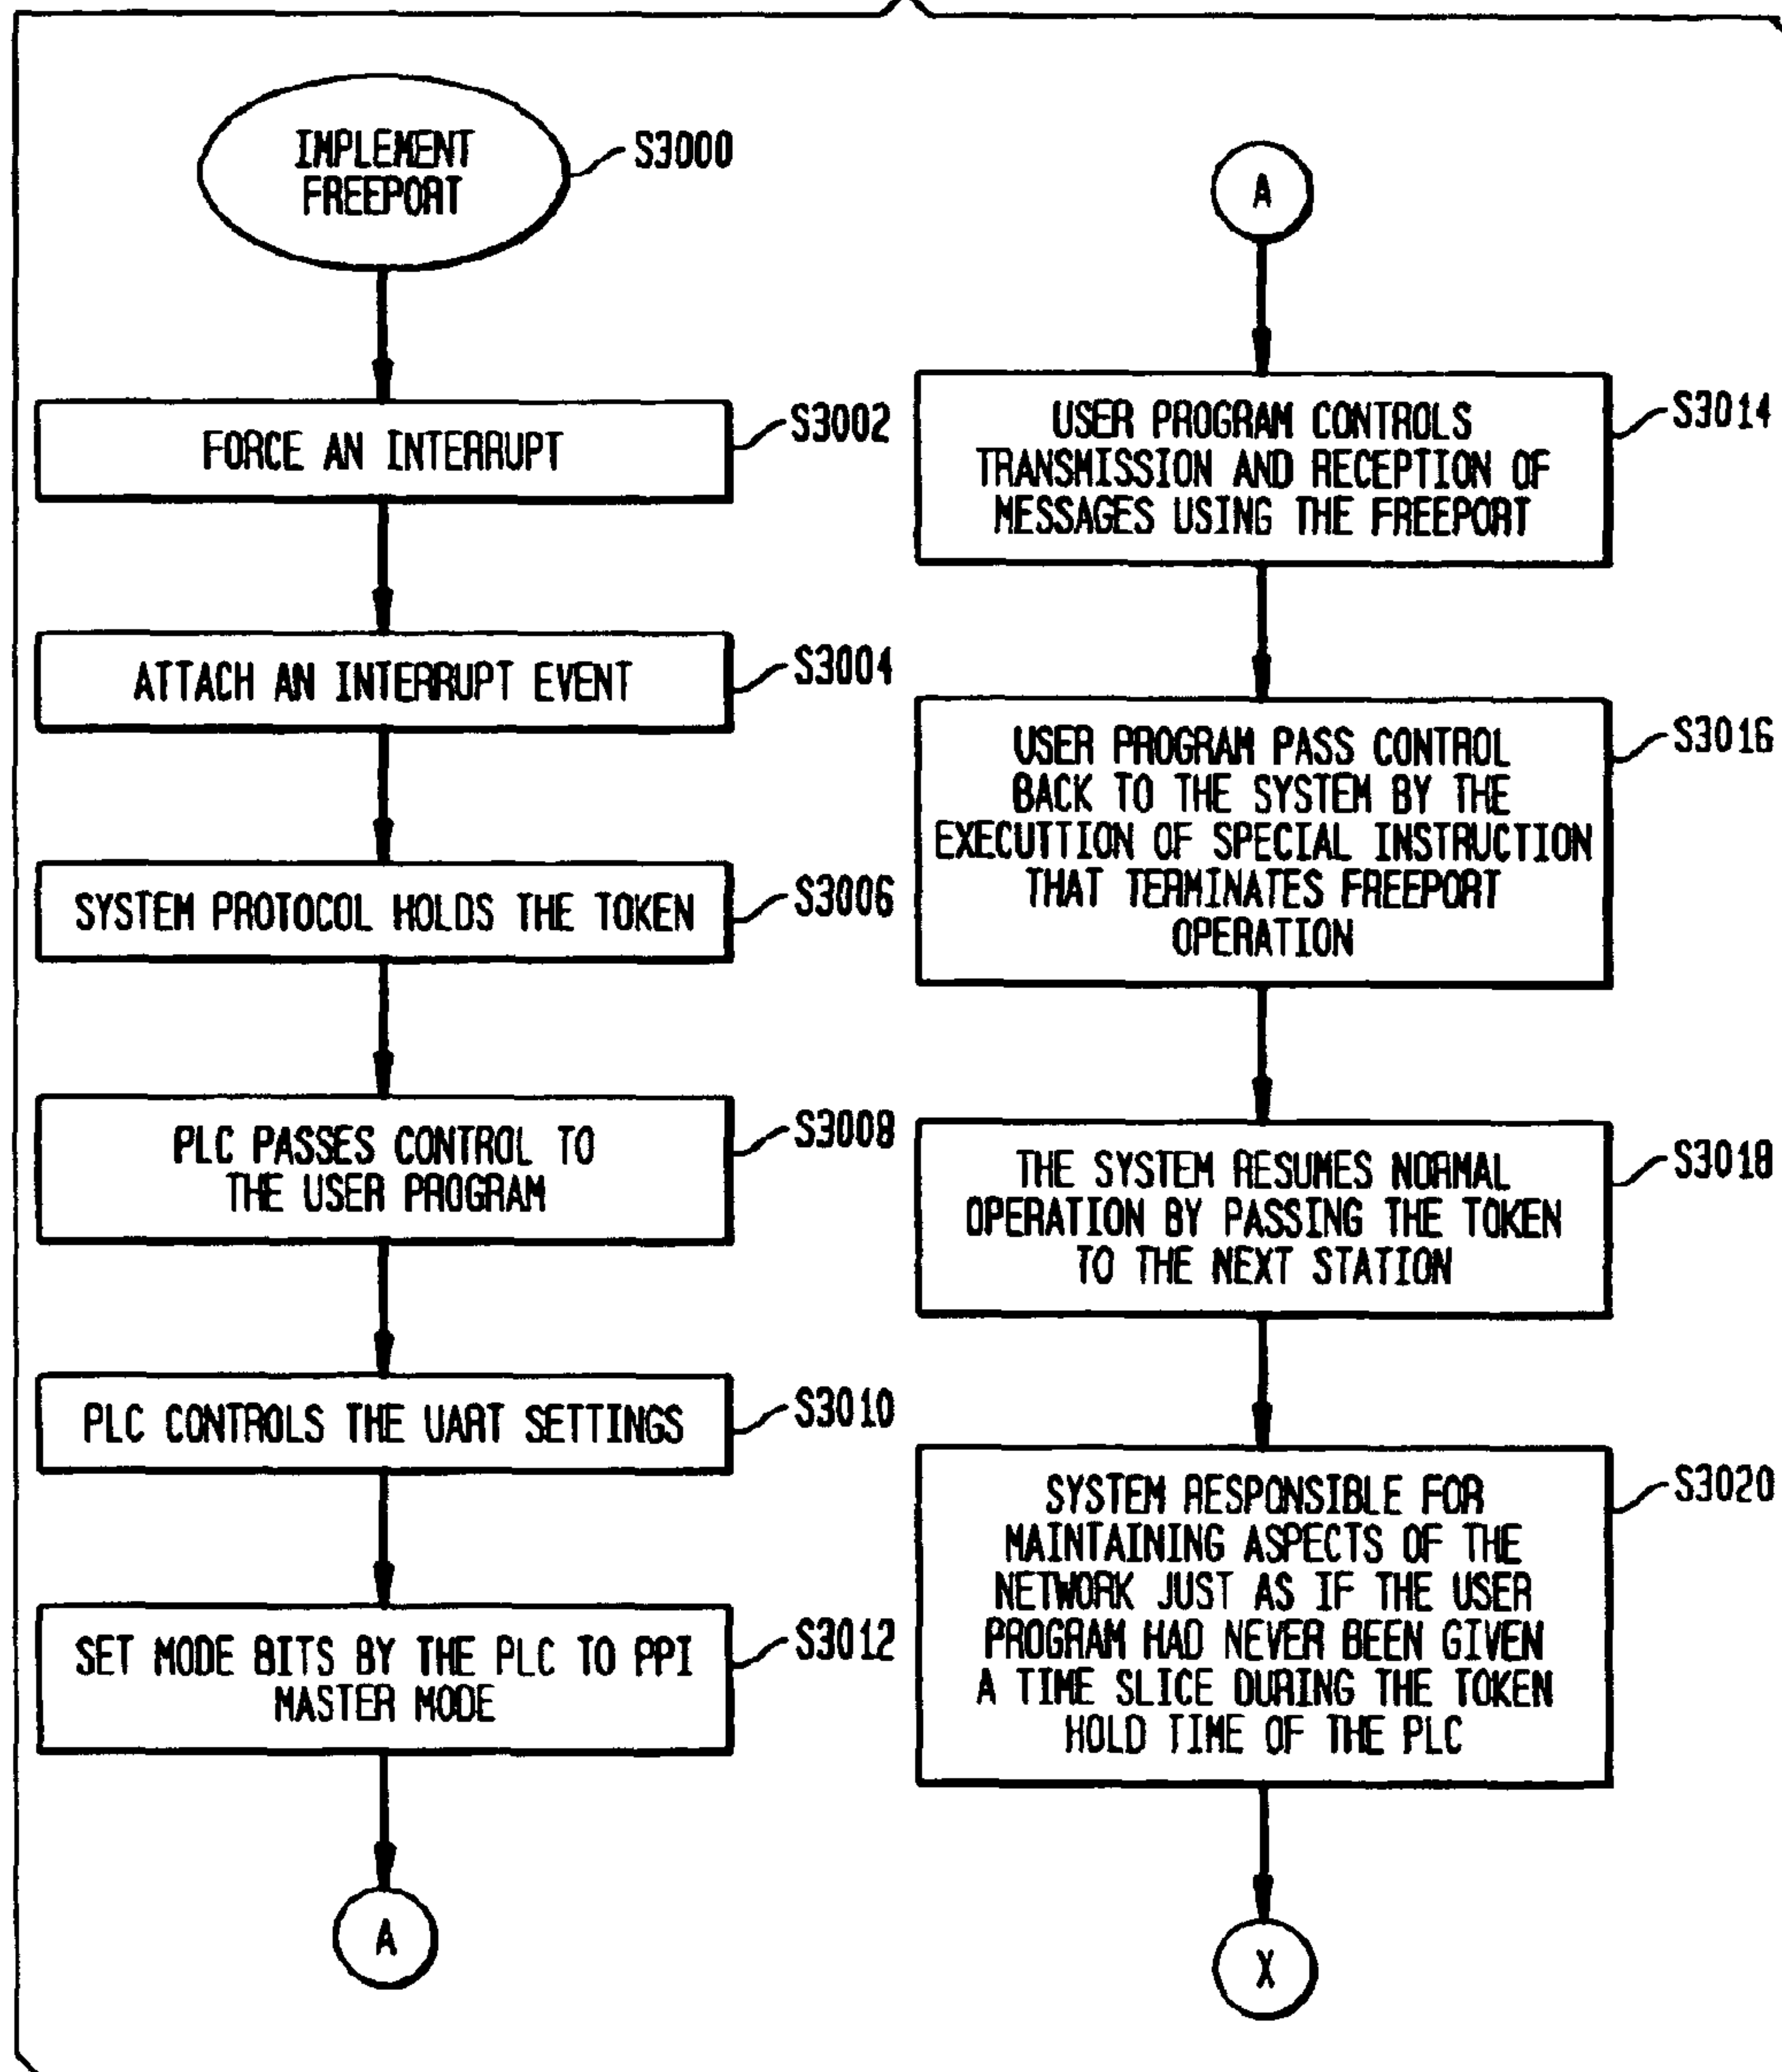 IMPLEMENT
FREEPORT
S3000
FORCE AN INTERRUPT
S3002
ATTACH AN INTERRUPT EVENT
S3004
SYSTEM PROTOCOL HOLDS THE TOKEN
S3006
PLC PASSES CONTROL TO
THE USER PROGRAM
S3008
PLC CONTROLS THE UART SETTINGS
S3010
SET MODE BITS BY THE PLC TO PPI
MASTER MODE
S3012
A
A
USER PROGRAM CONTROLS
TRANSMISSION AND RECEPTION OF
MESSAGES USING THE FREEPORT
S3014
USER PROGRAM PASS CONTROL
BACK TO THE SYSTEM BY THE
EXECUTTION OF SPECIAL INSTRUCTION
THAT TERMINATES FREEPORT
OPERATION
S3016
THE SYSTEM RESUMES NORMAL
OPERATION BY PASSING THE TOKEN
TO THE NEXT STATION
S3018
SYSTEM RESPONSIBLE FOR
MAINTAINING ASPECTS OF THE
NETWORK JUST AS IF THE USER
PROGRAM HAD NEVER BEEN GIVEN
A TIME SLICE DURING THE TOKEN
HOLD TIME OF THE PLC
S3020
X